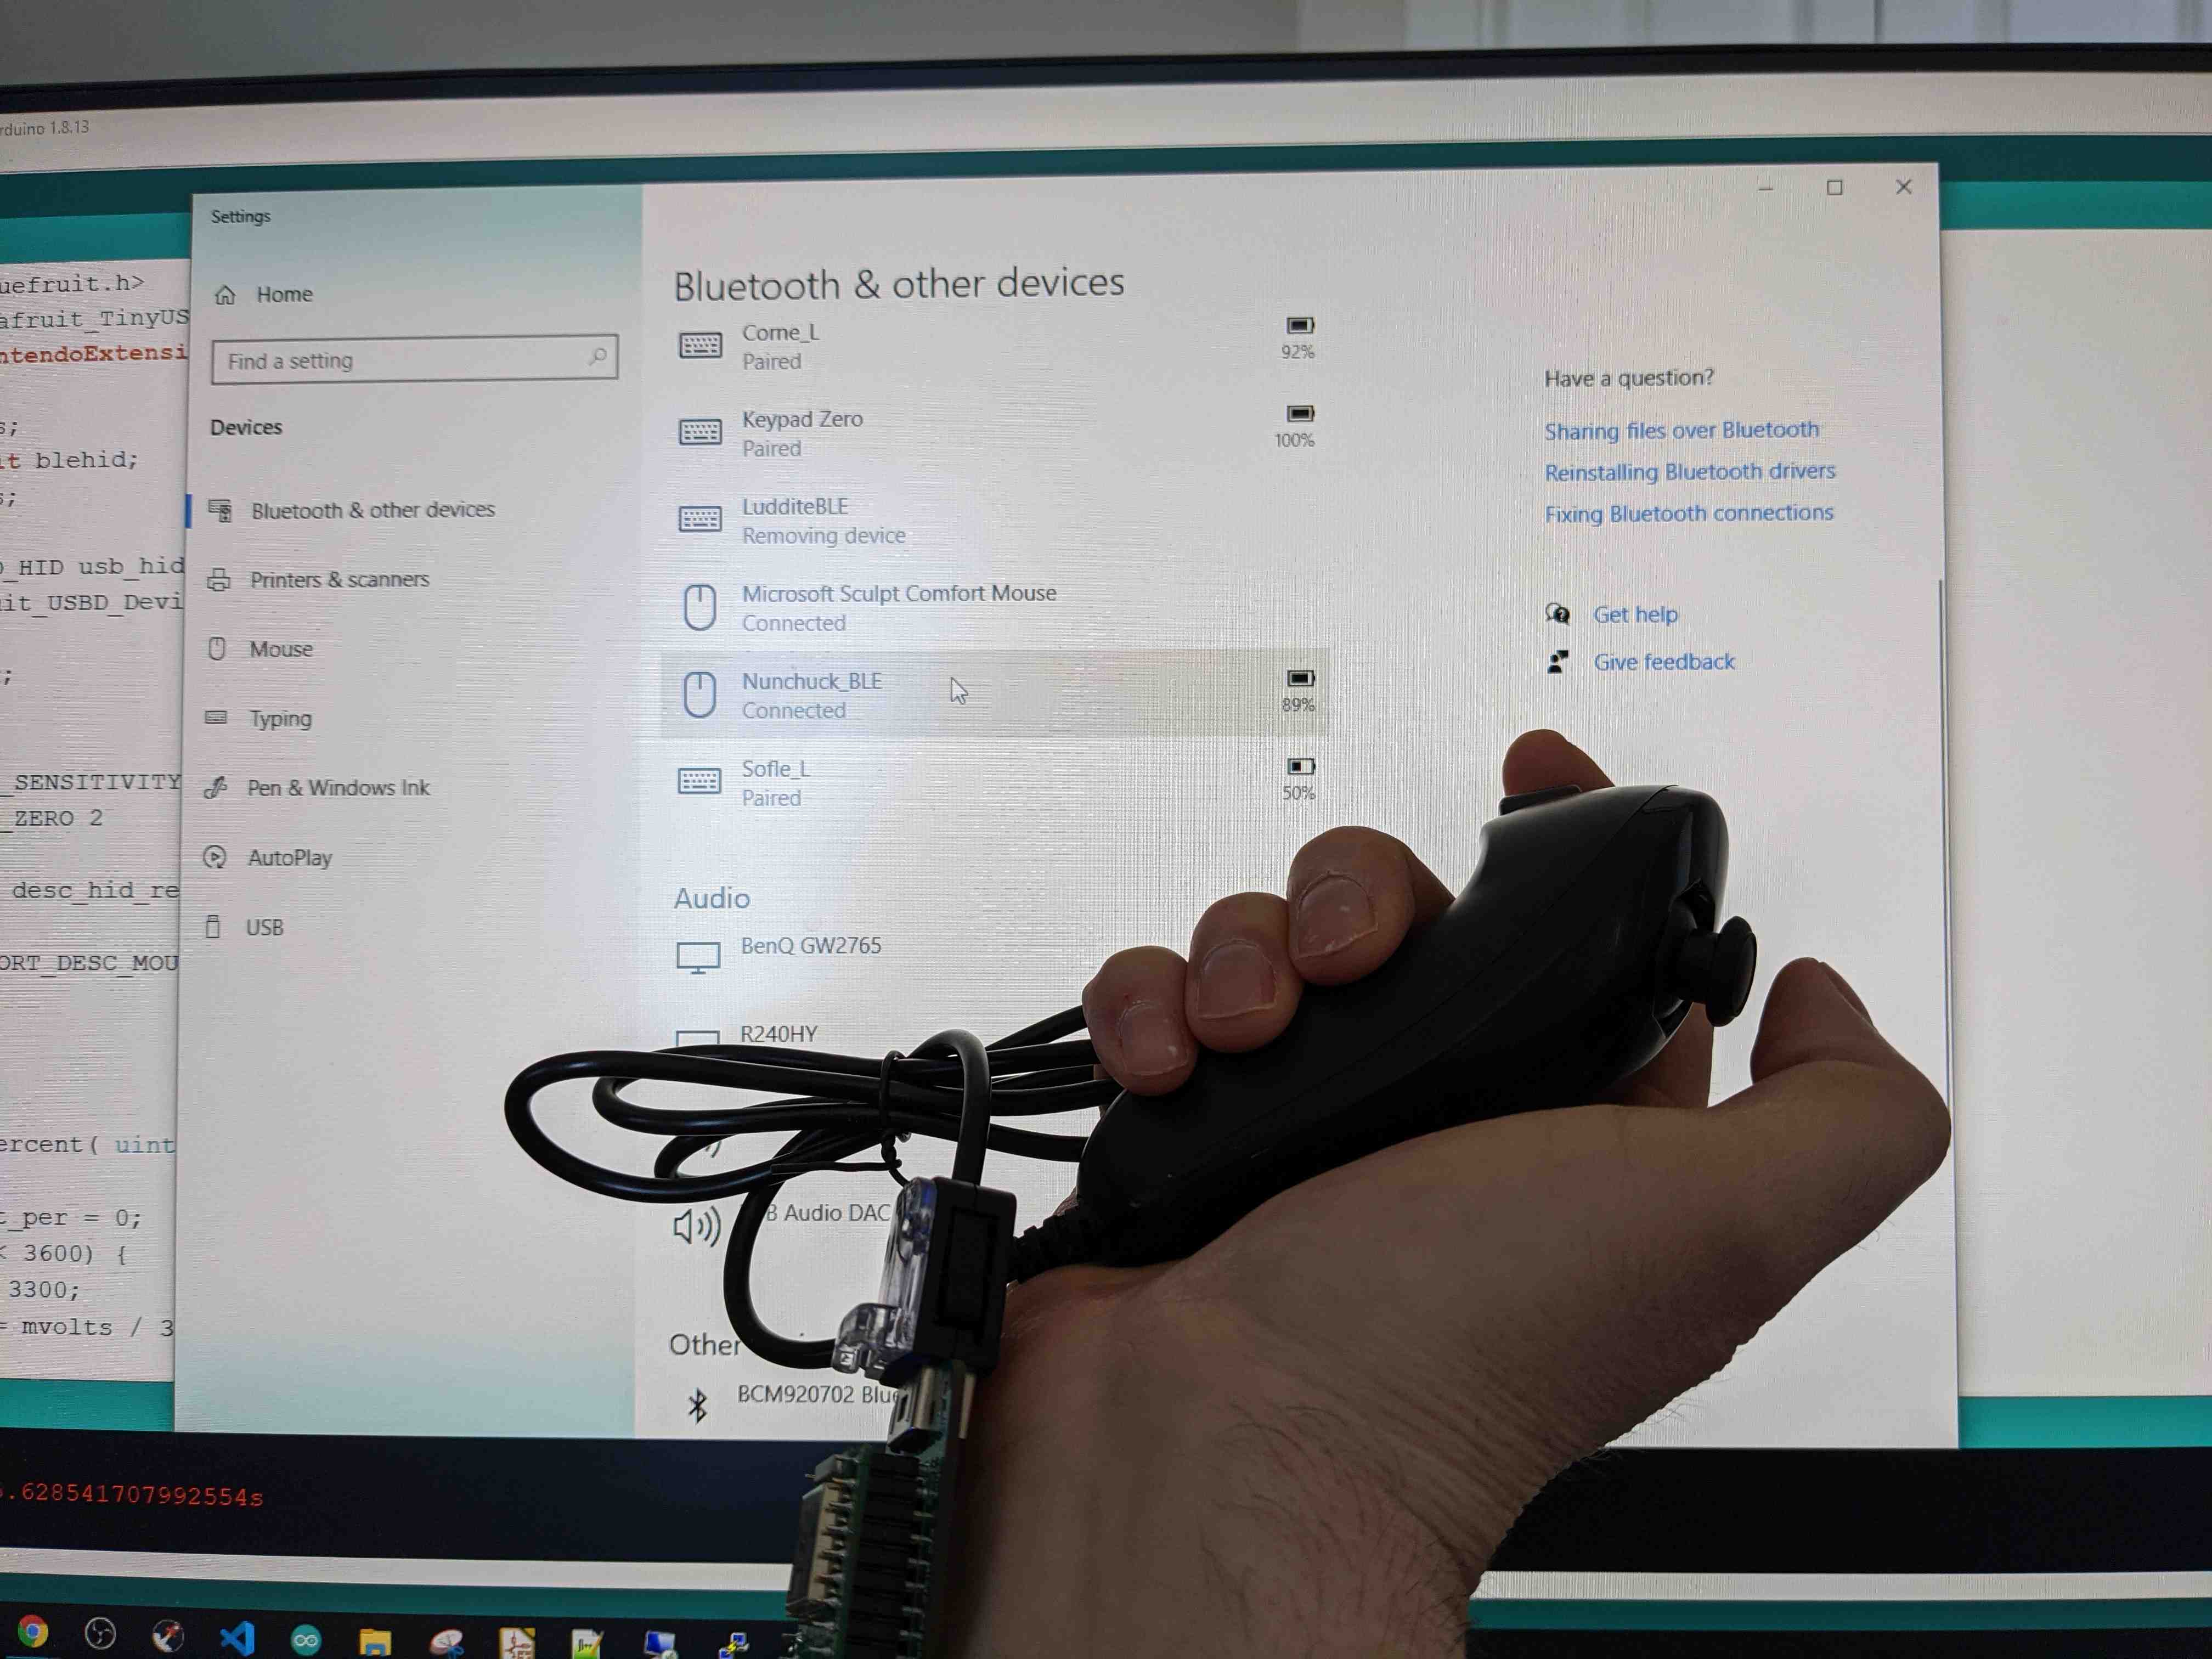 rduino 1.8.13
Settings
Home
Find a setting
Devices
Bluetooth & other devices
Printers & scanners
Mouse
Typing
Pen & Windows Ink
AutoPlay
USB
Bluetooth & other devices
Corne_L
Paired
92%
Keypad Zero
Paired
100%
LudditeBLE
Removing device
Microsoft Sculpt Comfort Mouse
Connected
Nunchuck_BLE
Connected
89%
Sofle_L
Paired
50%
Audio
BenQ GW2765
R240HY
B Audio DAC
Other
BCM920702 Blue
Have a question?
Sharing files over Bluetooth
Reinstalling Bluetooth drivers
Fixing Bluetooth connections
Get help
Give feedback
uefruit.h>
afruit_TinyUS
ntendoExtensi
s;
it blehid;
s;
D_HID usb_hid
uit_USBD_Devi
;
_SENSITIVITY
_ZERO 2
desc_hid_re
ORT_DESC_MOU
ercent( uint
t_per = 0;
< 3600) {
3300;
= mvolts / 3
.628541707992554s